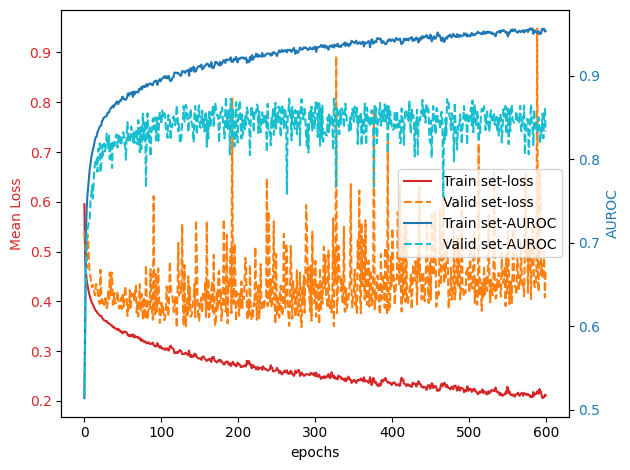 0.9
0.8
0.7
0.6
0.5
0.4
0.3
0.2
Mean Loss
0.9
0.8
0.7
0.6
0.5
AUROC
Train set-loss
Valid set-loss
Train set-AUROC
Valid set-AUROC
0
100
200
300
400
500
600
epochs